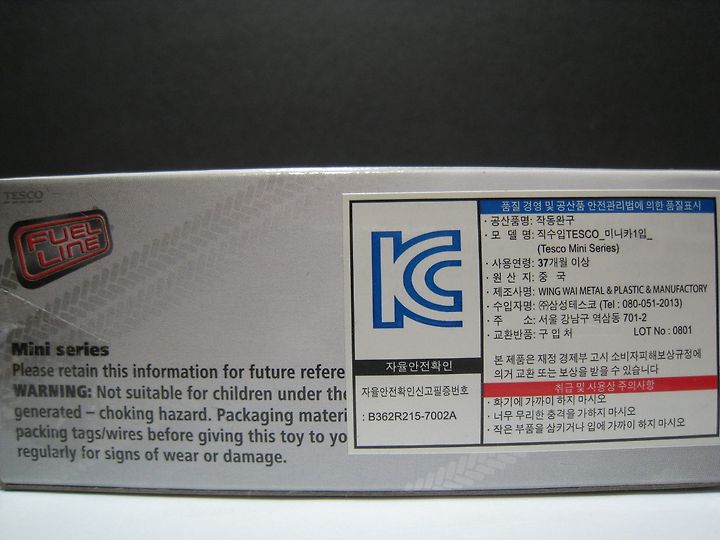 TESCO
FUEL
LINE
Mini series
Please retain this information for future refere
WARNING: Not suitable for children under the
generated – choking hazard. Packaging materi
packing tags/wires before giving this toy to yo
regularly for signs of wear or damage.
KC
자율안전확인
자율안전확인신고필증번호
: B362R215-7002A
품질 경영 및 공산품 안전관리법에 의한 품질표시
· 공산품명: 작동완구
· 모 델 명: 직수입TESCO_미니카1입_
(Tesco Mini Series)
· 사용연령: 37개월 이상
· 원 산 지: 중 국
· 제조사명: WING WAI METAL & PLASTIC & MANUFACTORY
· 수입자명: ㈜삼성테스코 (Tel : 080-051-2013)
· 주 소: 서울 강남구 역삼동 701-2
· 교환반품: 구 입 처 LOT No : 0801
본 제품은 재정 경제부 고시 소비자피해보상규정에
의거 교환 또는 보상을 받을 수 있습니다
취급 및 사용상 주의사항
· 화기에 가까이 하지 마시오
· 너무 무리한 충격을 가하지 마시오
· 작은 부품을 삼키거나 입에 가까이 하지 마시오